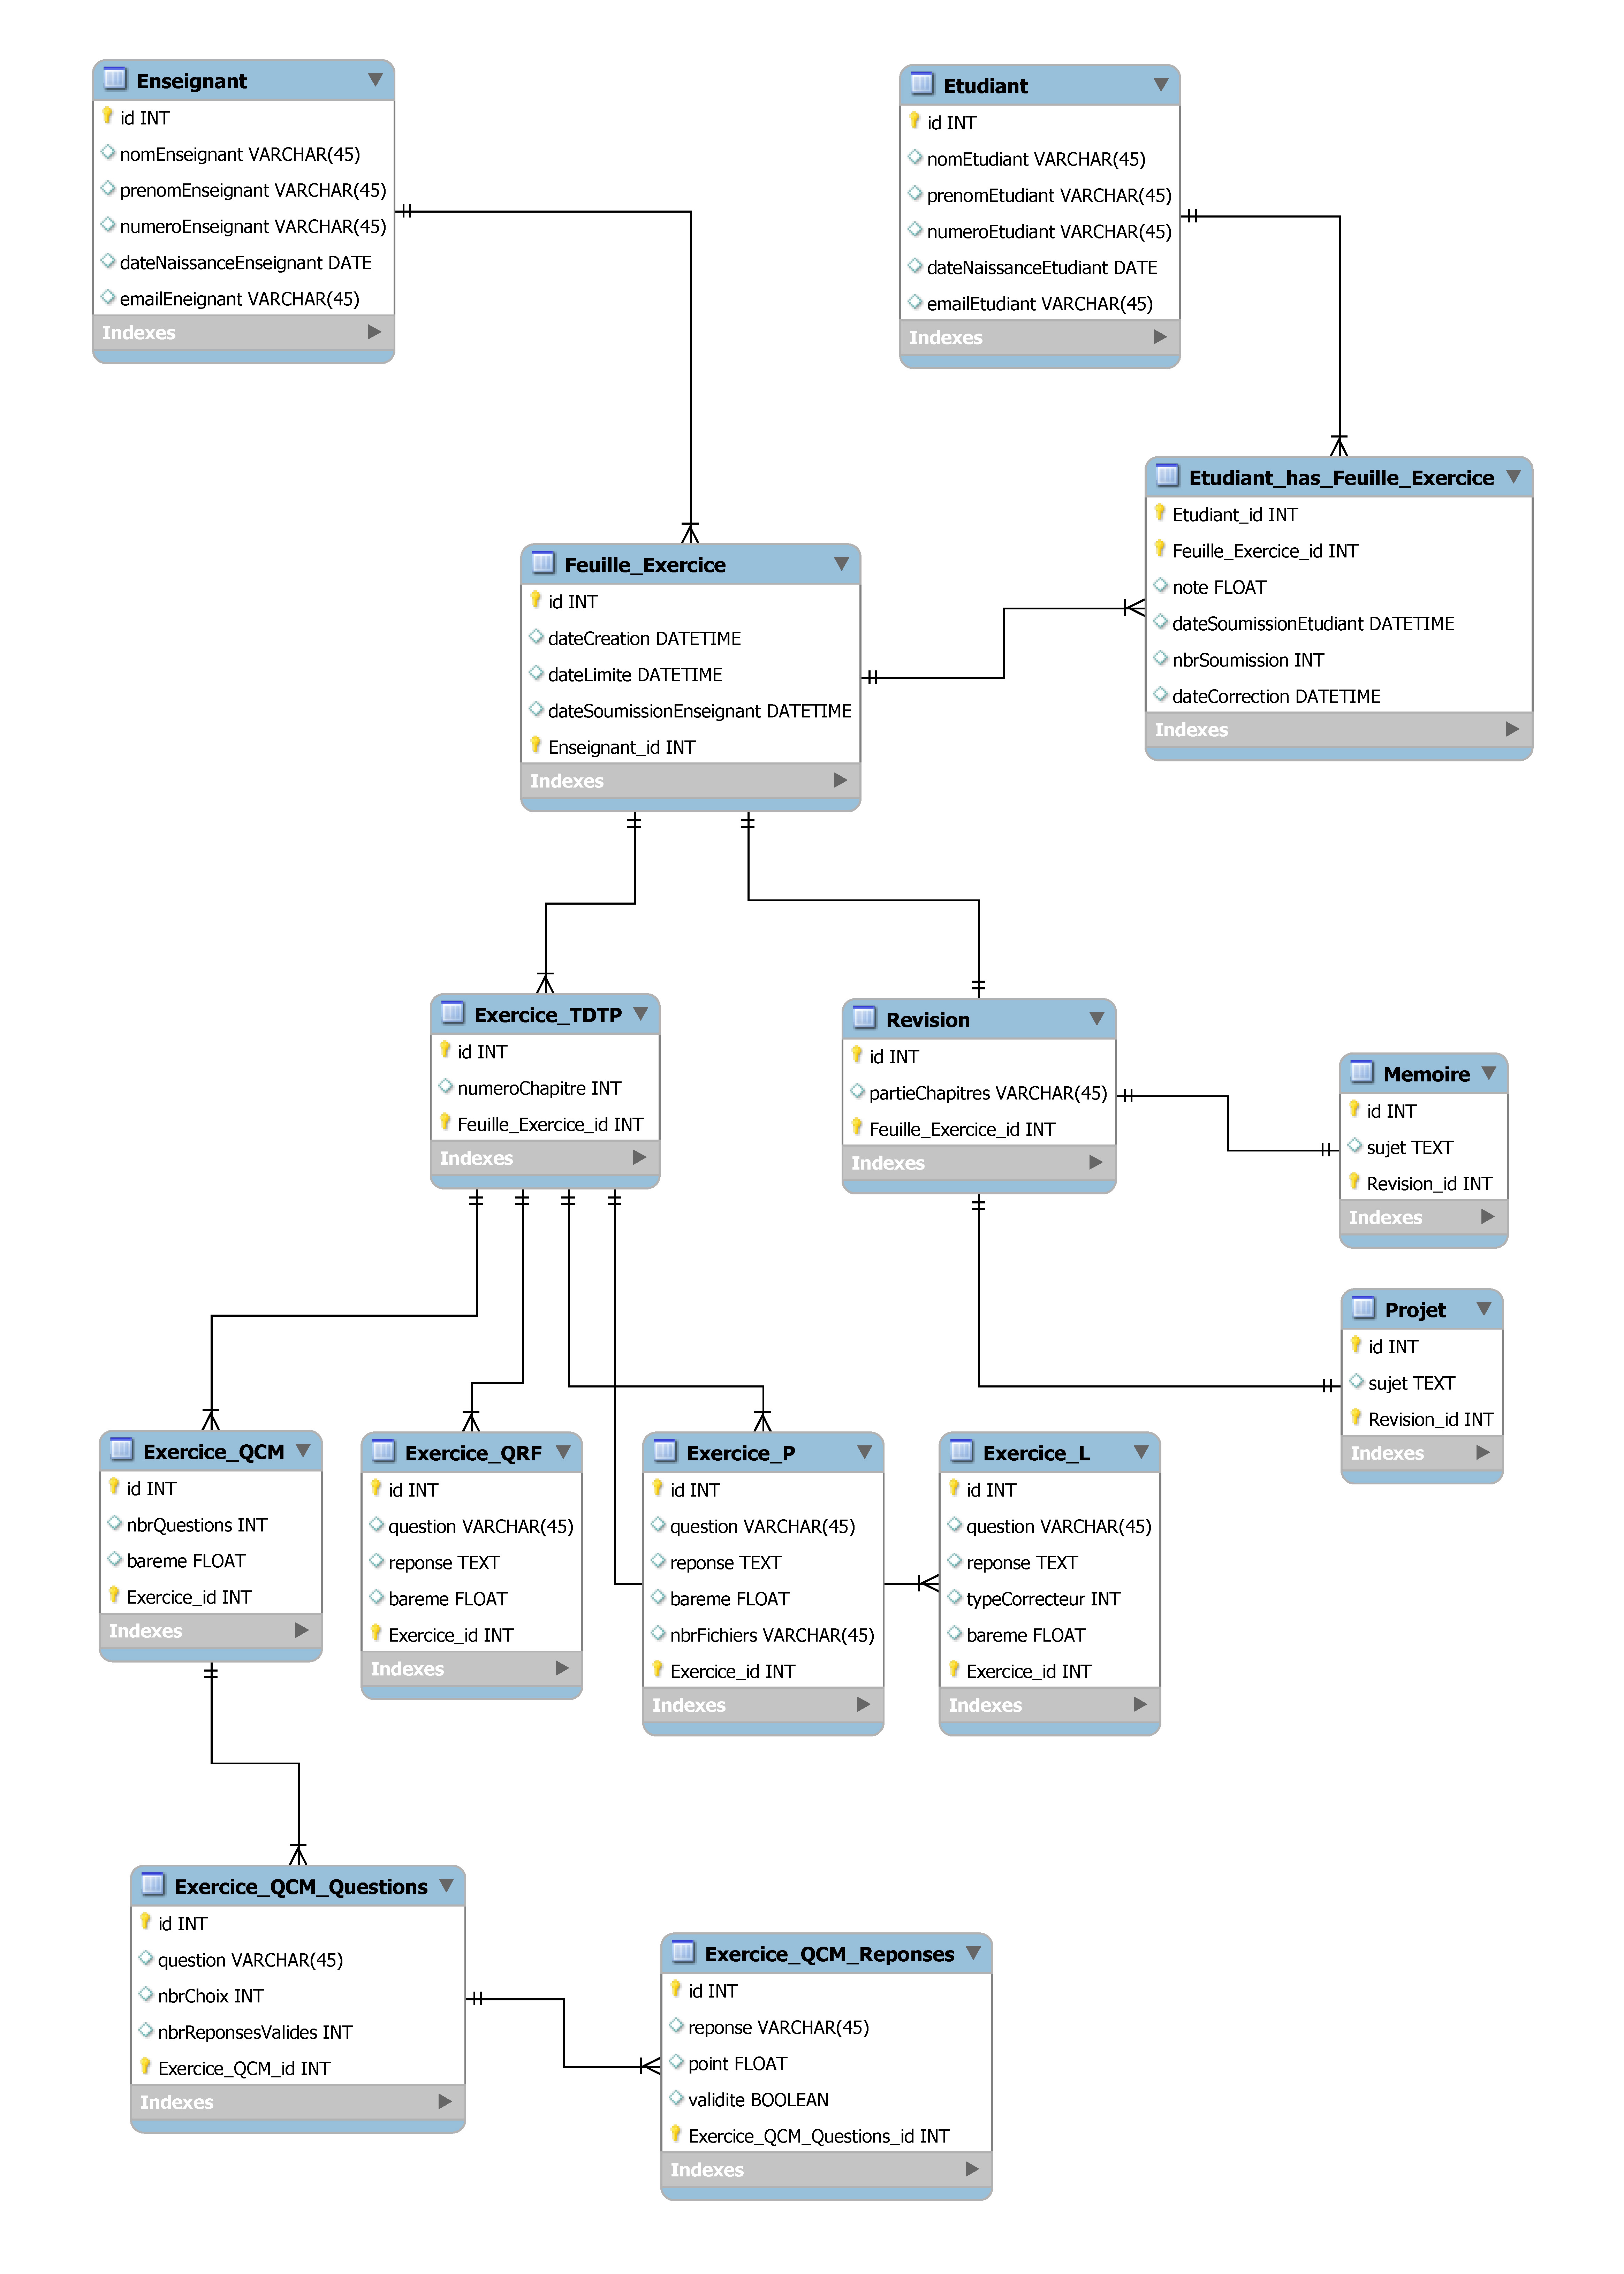 Enseignant
id INT
nomEnseignant VARCHAR(45)
prenomEnseignant VARCHAR(45)
numeroEnseignant VARCHAR(45)
dateNaissanceEnseignant DATE
emailEneignant VARCHAR(45)
Indexes
Etudiant
id INT
nomEtudiant VARCHAR(45)
prenomEtudiant VARCHAR(45)
numeroEtudiant VARCHAR(45)
dateNaissanceEtudiant DATE
emailEtudiant VARCHAR(45)
Indexes
Etudiant_has_Feuille_Exercice
Etudiant_id INT
Feuille_Exercice_id INT
note FLOAT
dateSoumissionEtudiant DATETIME
nbrSoumission INT
dateCorrection DATETIME
Indexes
Feuille_Exercice
id INT
dateCreation DATETIME
dateLimite DATETIME
dateSoumissionEnseignant DATETIME
Enseignant_id INT
Indexes
Exercice_TDTP
id INT
numeroChapitre INT
Feuille_Exercice_id INT
Indexes
Revision
id INT
partieChapitres VARCHAR(45)
Feuille_Exercice_id INT
Indexes
Memoire
id INT
sujet TEXT
Revision_id INT
Indexes
Projet
id INT
sujet TEXT
Revision_id INT
Indexes
Exercice_QCM
id INT
nbrQuestions INT
bareme FLOAT
Exercice_id INT
Indexes
Exercice_QRF
id INT
question VARCHAR(45)
reponse TEXT
bareme FLOAT
Exercice_id INT
Indexes
Exercice_P
id INT
question VARCHAR(45)
reponse TEXT
bareme FLOAT
nbrFichiers VARCHAR(45)
Exercice_id INT
Indexes
Exercice_L
id INT
question VARCHAR(45)
reponse TEXT
typeCorrecteur INT
bareme FLOAT
Exercice_id INT
Indexes
Exercice_QCM_Questions
id INT
question VARCHAR(45)
nbrChoix INT
nbrReponsesValides INT
Exercice_QCM_id INT
Indexes
Exercice_QCM_Reponses
id INT
reponse VARCHAR(45)
point FLOAT
validite BOOLEAN
Exercice_QCM_Questions_id INT
Indexes